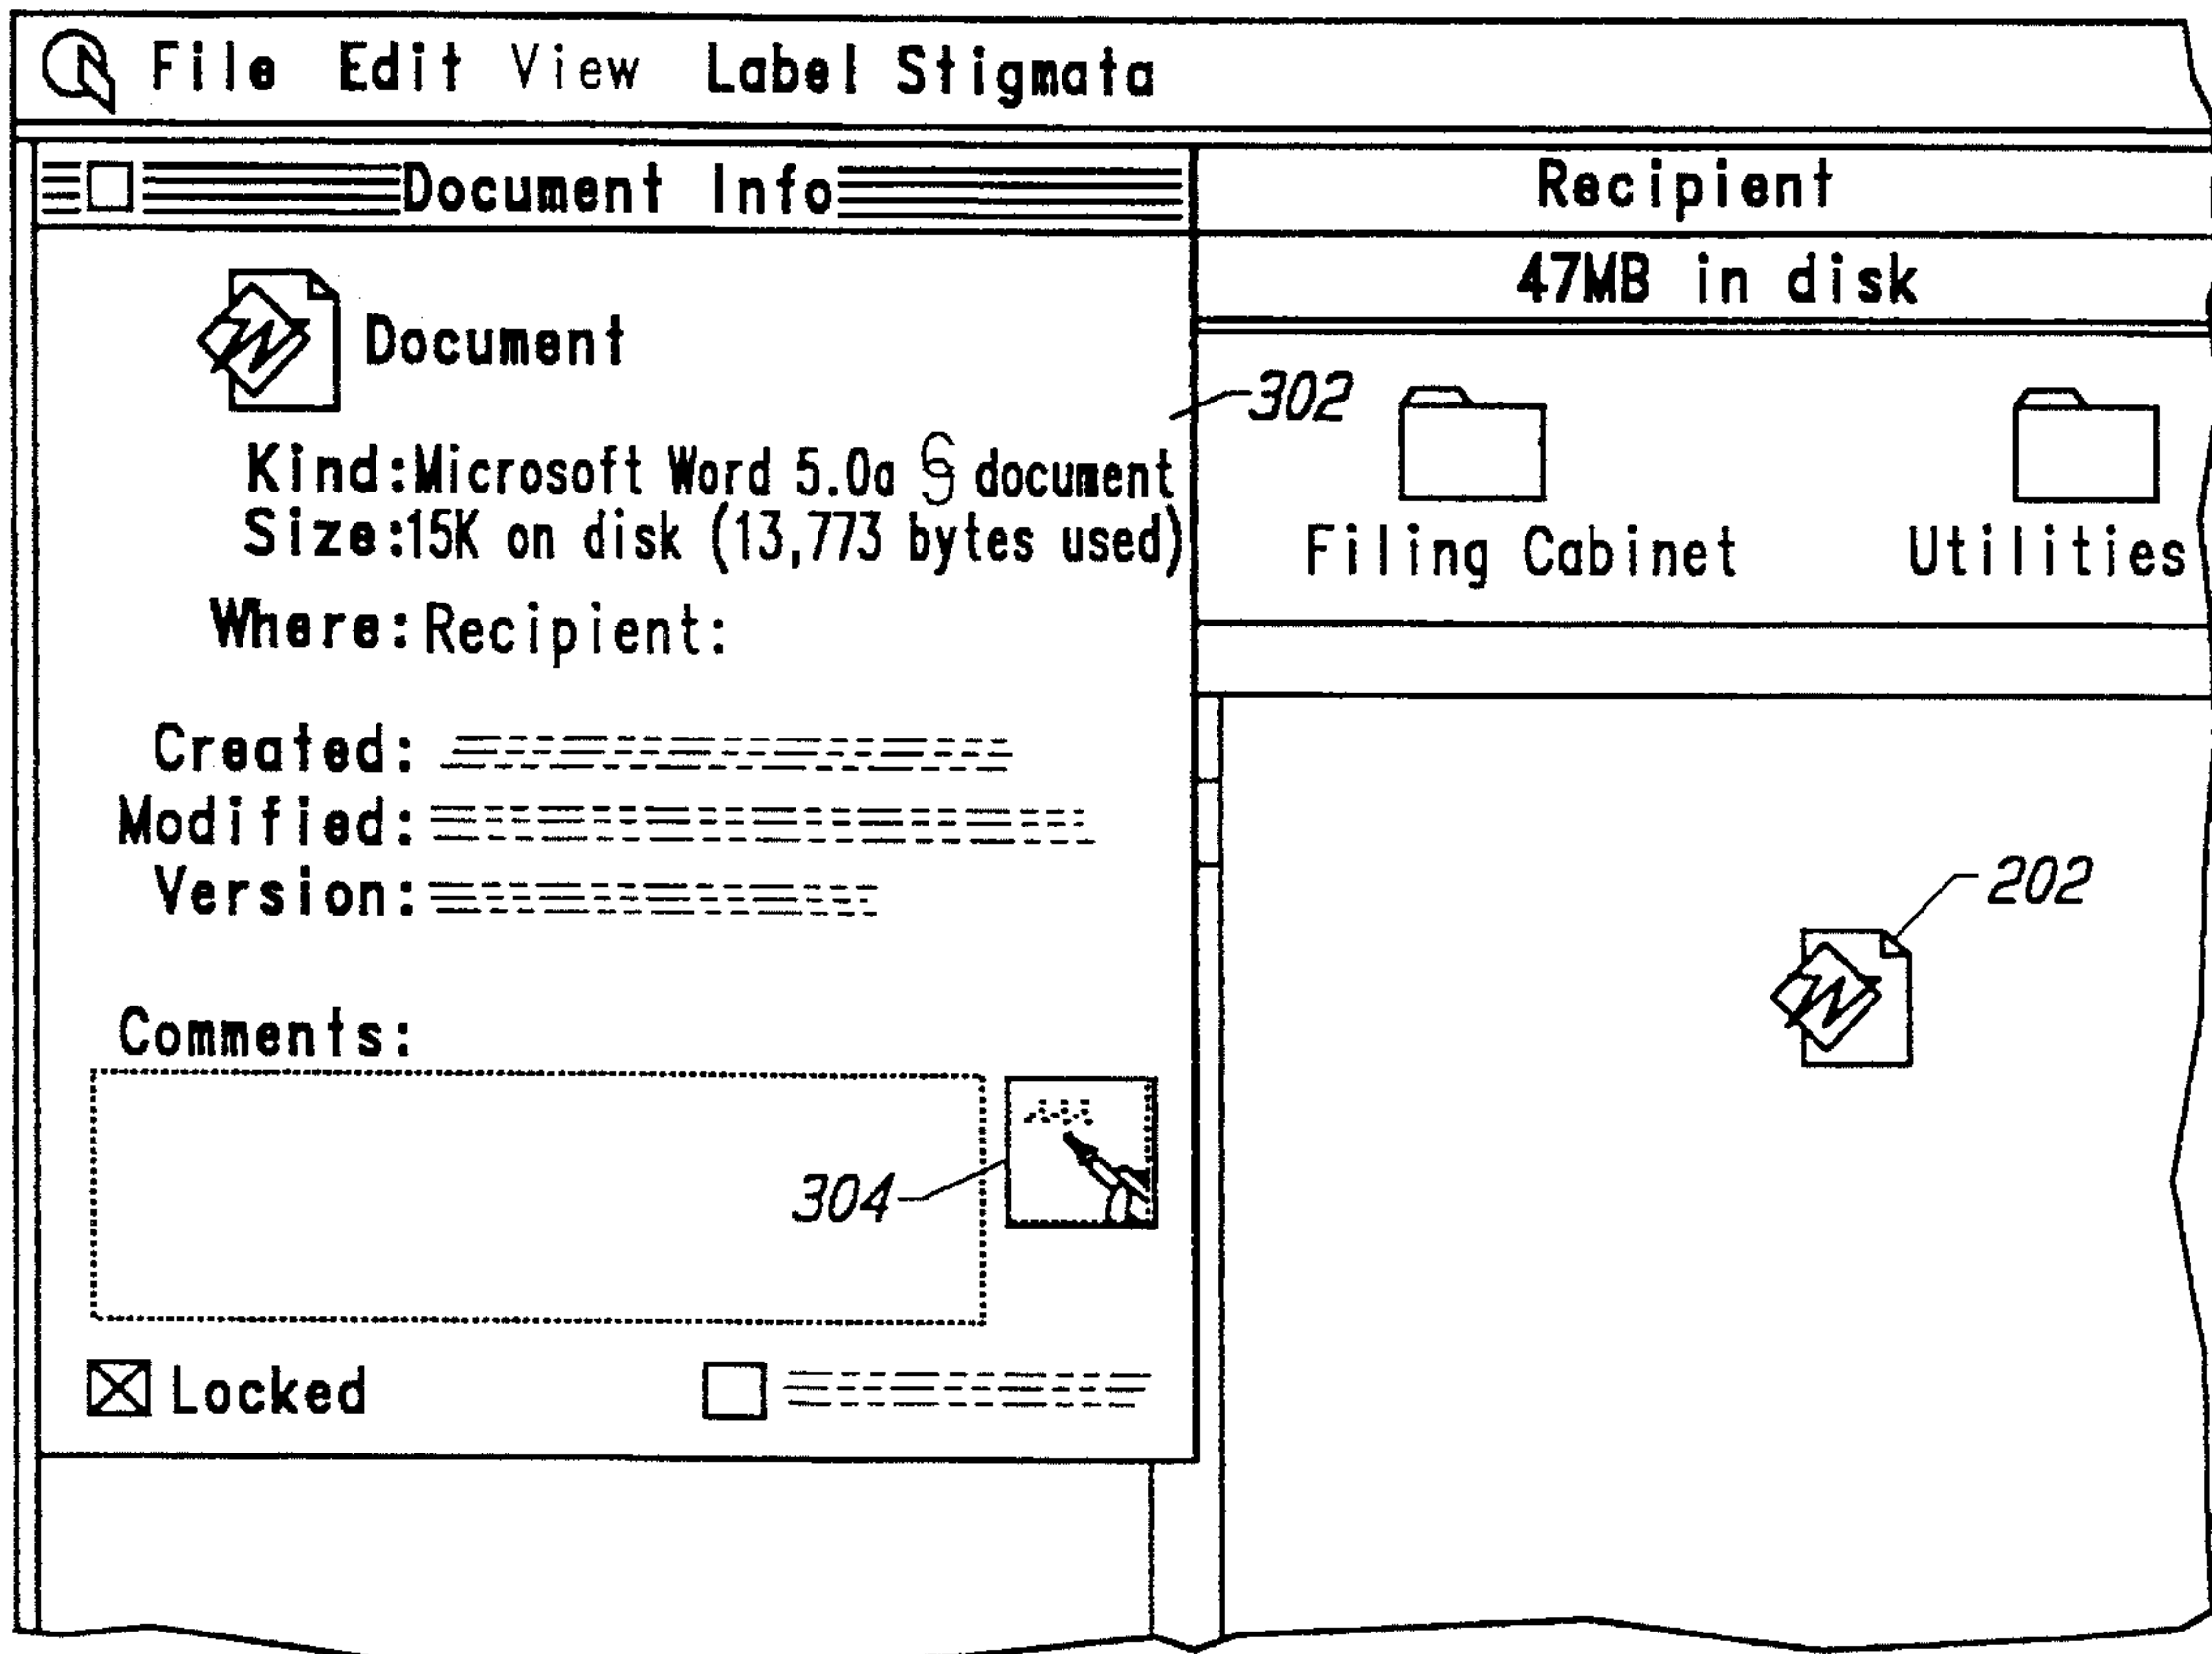 File Edit View Label Stigmata
Document Info
Document
302
Kind:Microsoft Word 5.0a document
Size:15K on disk (13,773 bytes used)
Where:Recipient:
Created:
Modified:
Version:
Comments:
304
Locked
Recipient
47MB in disk
Filing Cabinet
Utilities
202